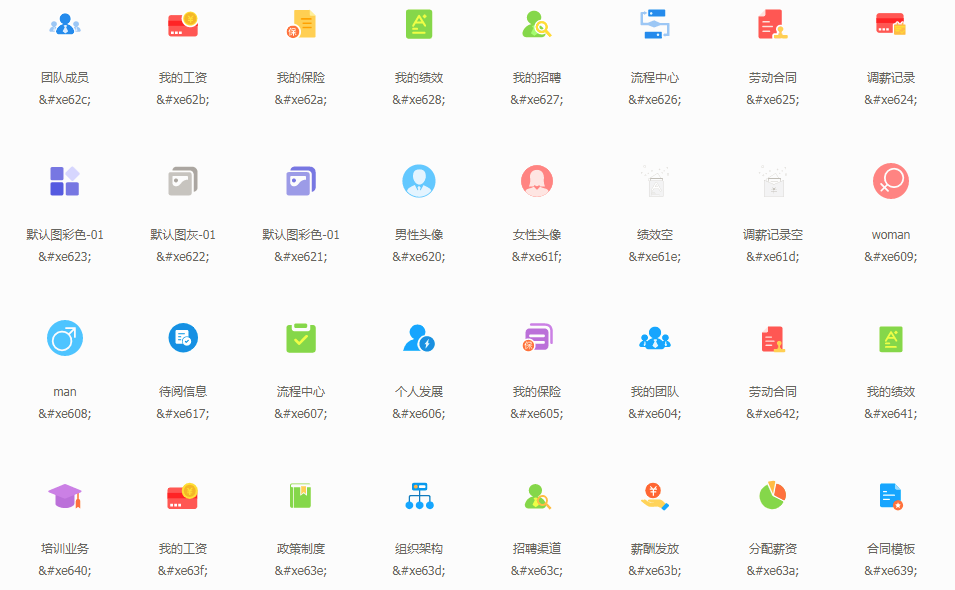 团队成员 我的工资 我的保险 我的绩效 我的招聘 流程中心 劳动合同 调薪记录
&#xe62c; &#xe62b; &#xe62a; &#xe628; &#xe627; &#xe626; &#xe625; &#xe624;
默认图彩色-01 默认图灰-01 默认图彩色-01 男性头像 女性头像 绩效空 调薪记录空 woman
&#xe623; &#xe622; &#xe621; &#xe620; &#xe61f; &#xe61e; &#xe61d; &#xe609;
man 待阅信息 流程中心 个人发展 我的保险 我的团队 劳动合同 我的绩效
&#xe608; &#xe617; &#xe607; &#xe606; &#xe605; &#xe604; &#xe642; &#xe641;
培训业务 我的工资 政策制度 组织架构 招聘渠道 薪酬发放 分配薪资 合同模板
&#xe640; &#xe63f; &#xe63e; &#xe63d; &#xe63c; &#xe63b; &#xe63a; &#xe639;